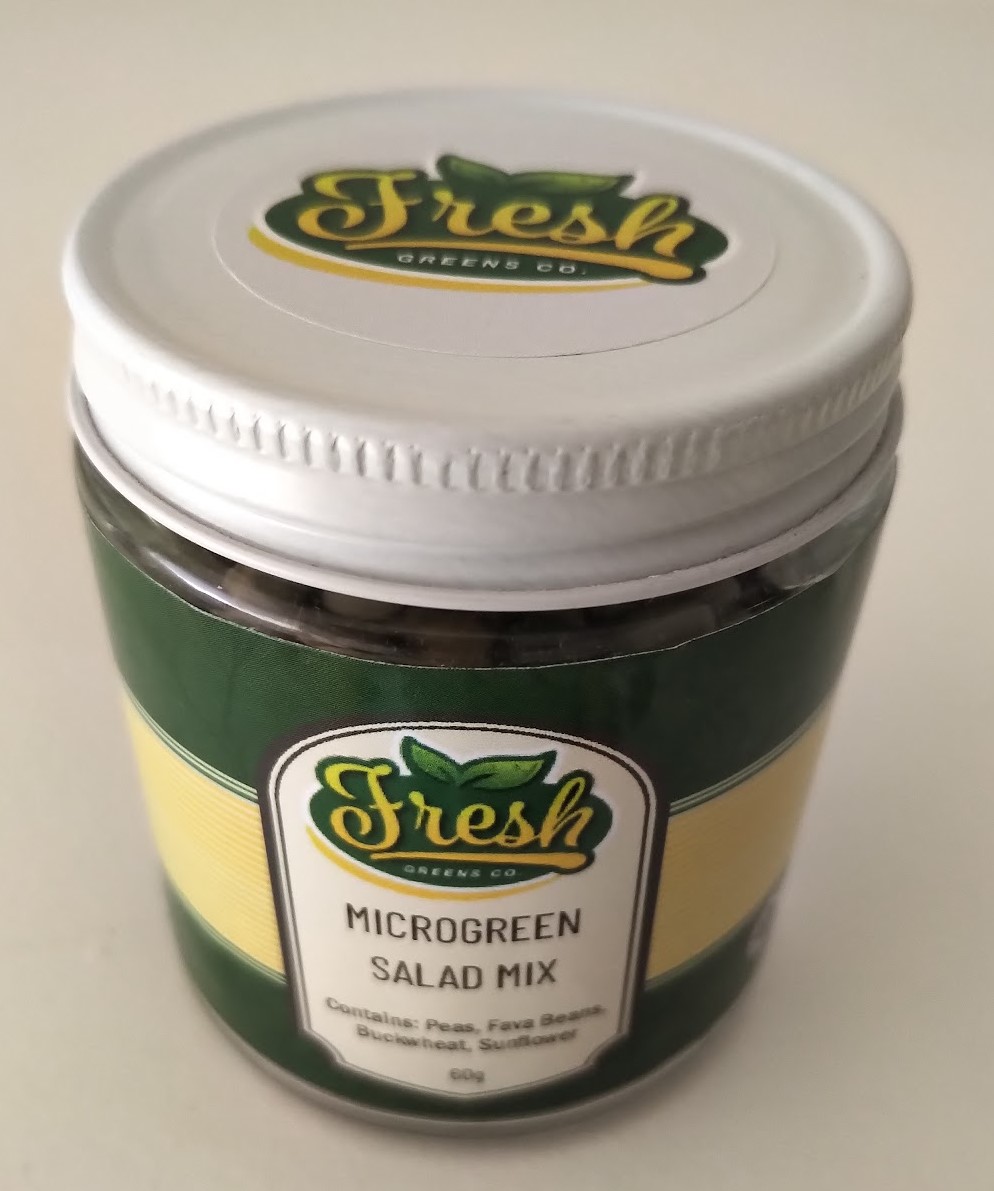 Fresh
GREENS CO.
Fresh
GREENS CO.
MICROGREEN
SALAD MIX
Contains: Peas, Fava Beans,
Buckwheat, Sunflower
60g